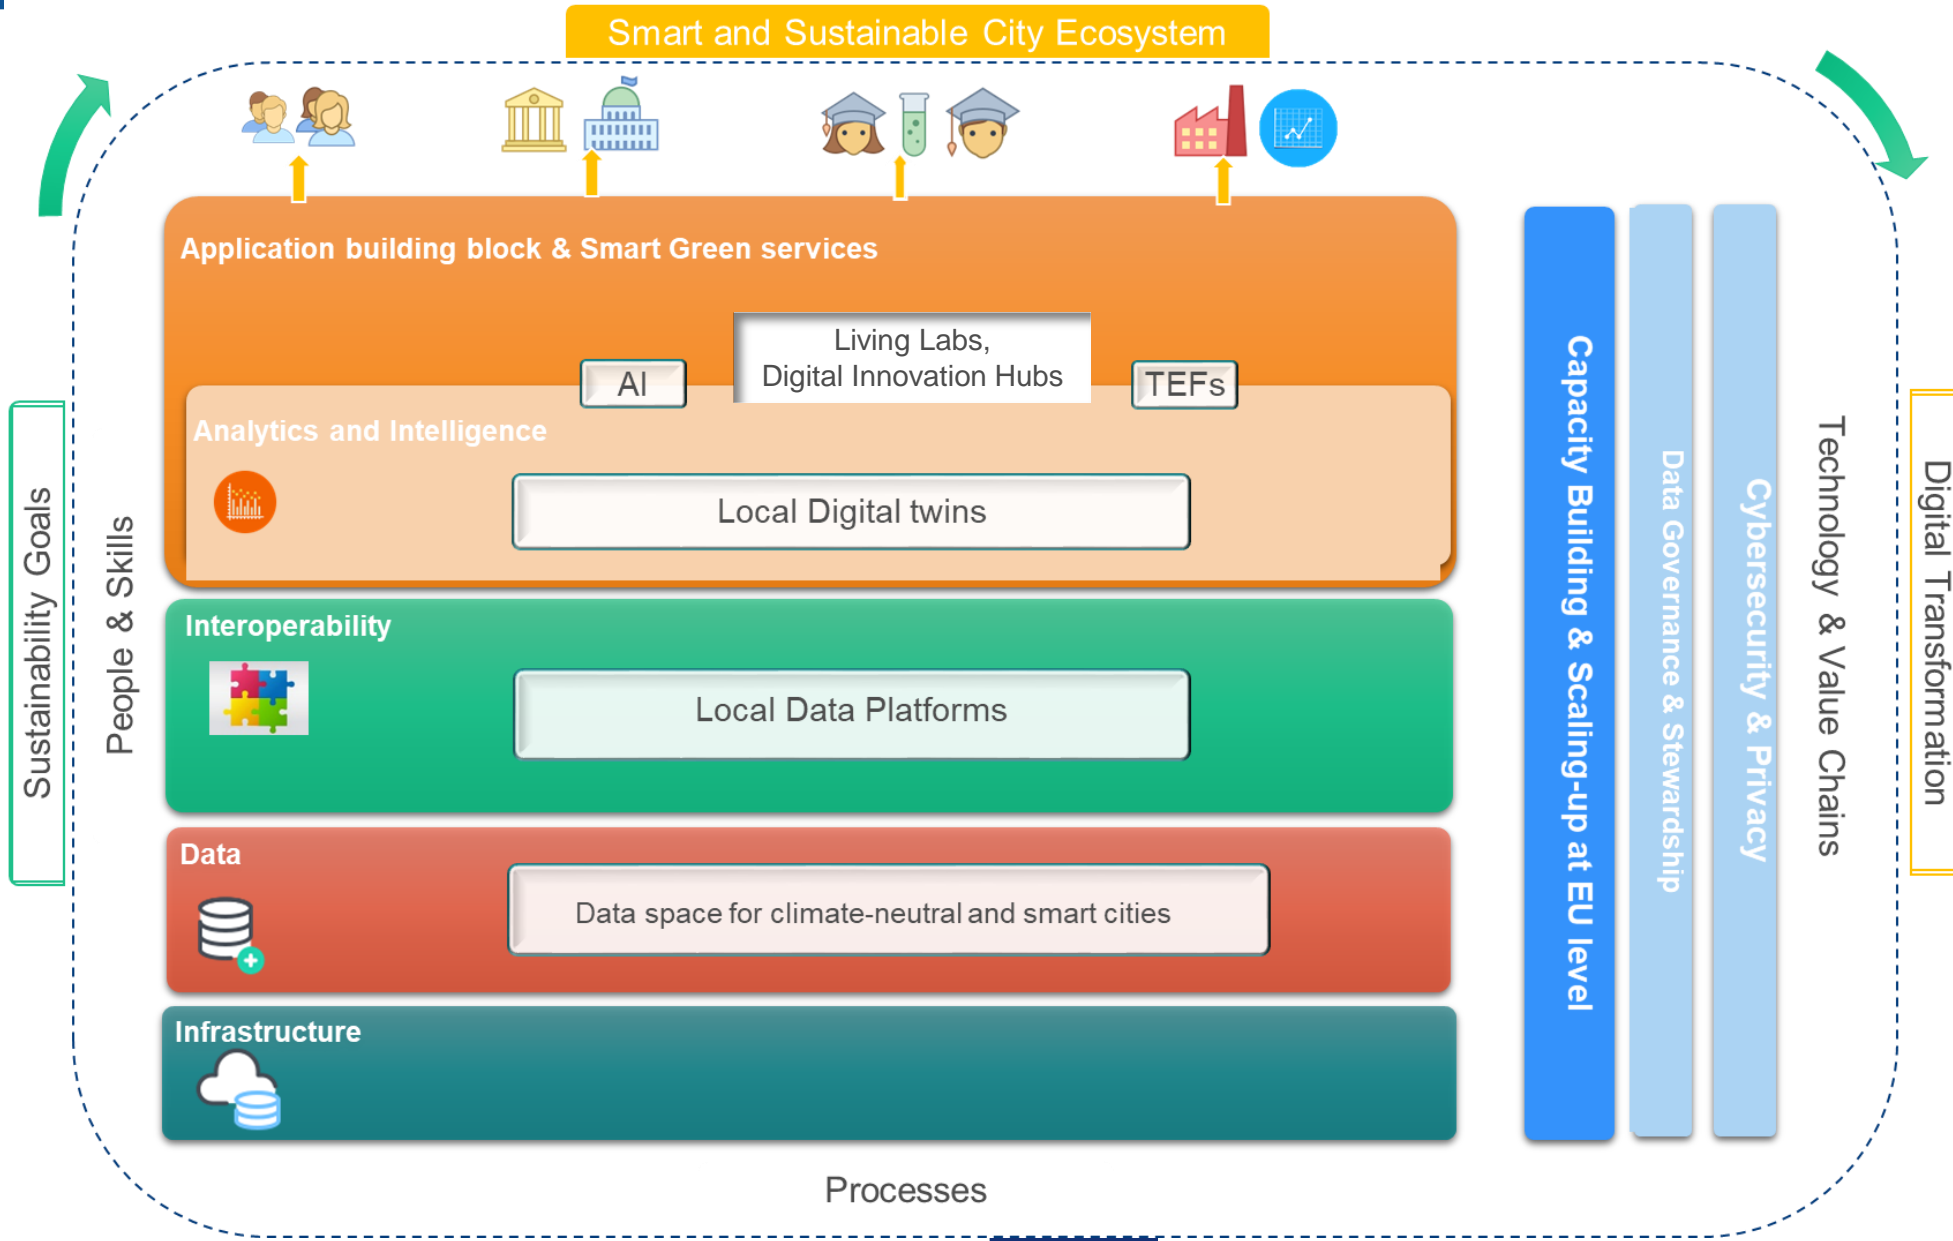 Smart and Sustainable City Ecosystem
Application building block & Smart Green services
Living Labs,
Digital Innovation Hubs
AI
TEFs
Analytics and Intelligence
Local Digital twins
Interoperability
Local Data Platforms
Data
Data space for climate-neutral and smart cities
Infrastructure
Processes
Sustainability Goals
People & Skills
Capacity Building & Scaling-up at EU level
Data Governance & Stewardship
Cybersecurity & Privacy
Technology & Value Chains
Digital Transformation